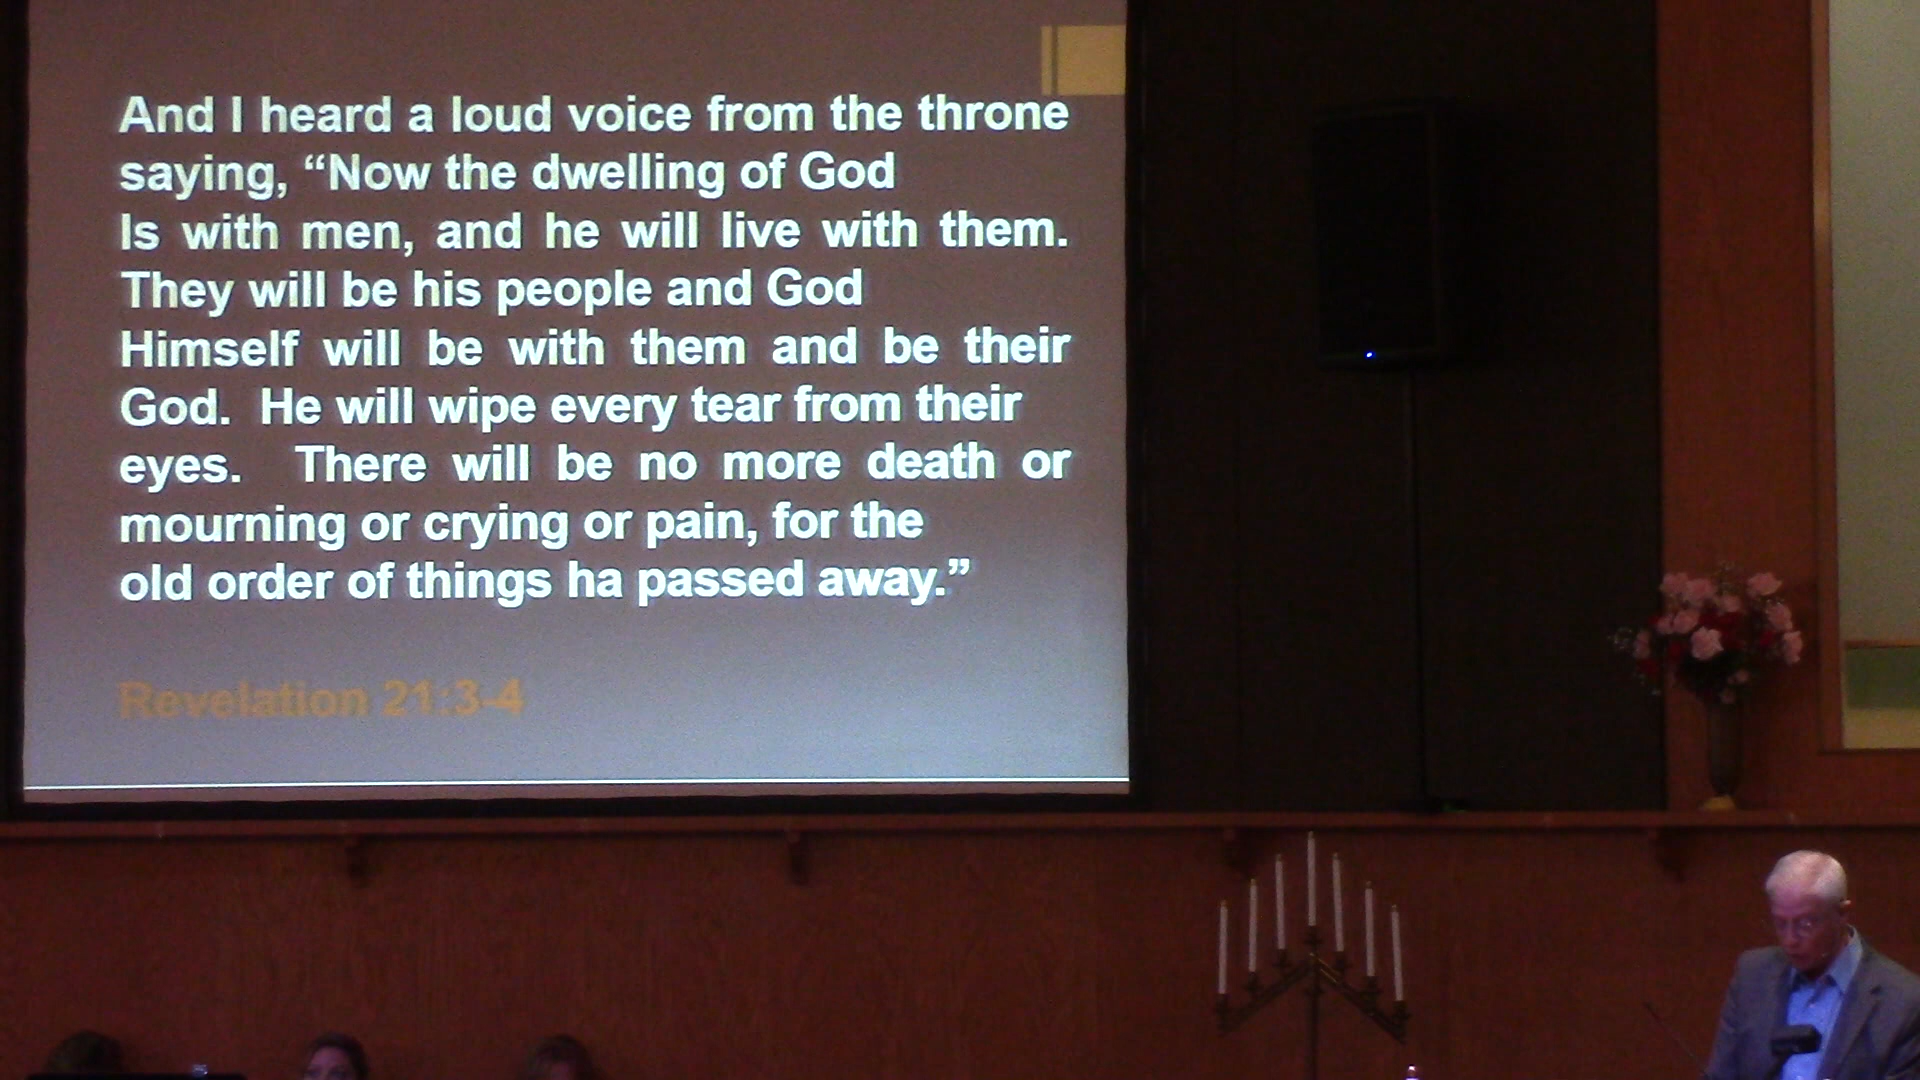 And I heard a loud voice from the throne
saying, “Now the dwelling of God
Is with men, and he will live with them.
They will be his people and God
Himself will be with them and be their
God.  He will wipe every tear from their
eyes.  There will be no more death or
mourning or crying or pain, for the
old order of things ha passed away.”
Revelation 21:3-4